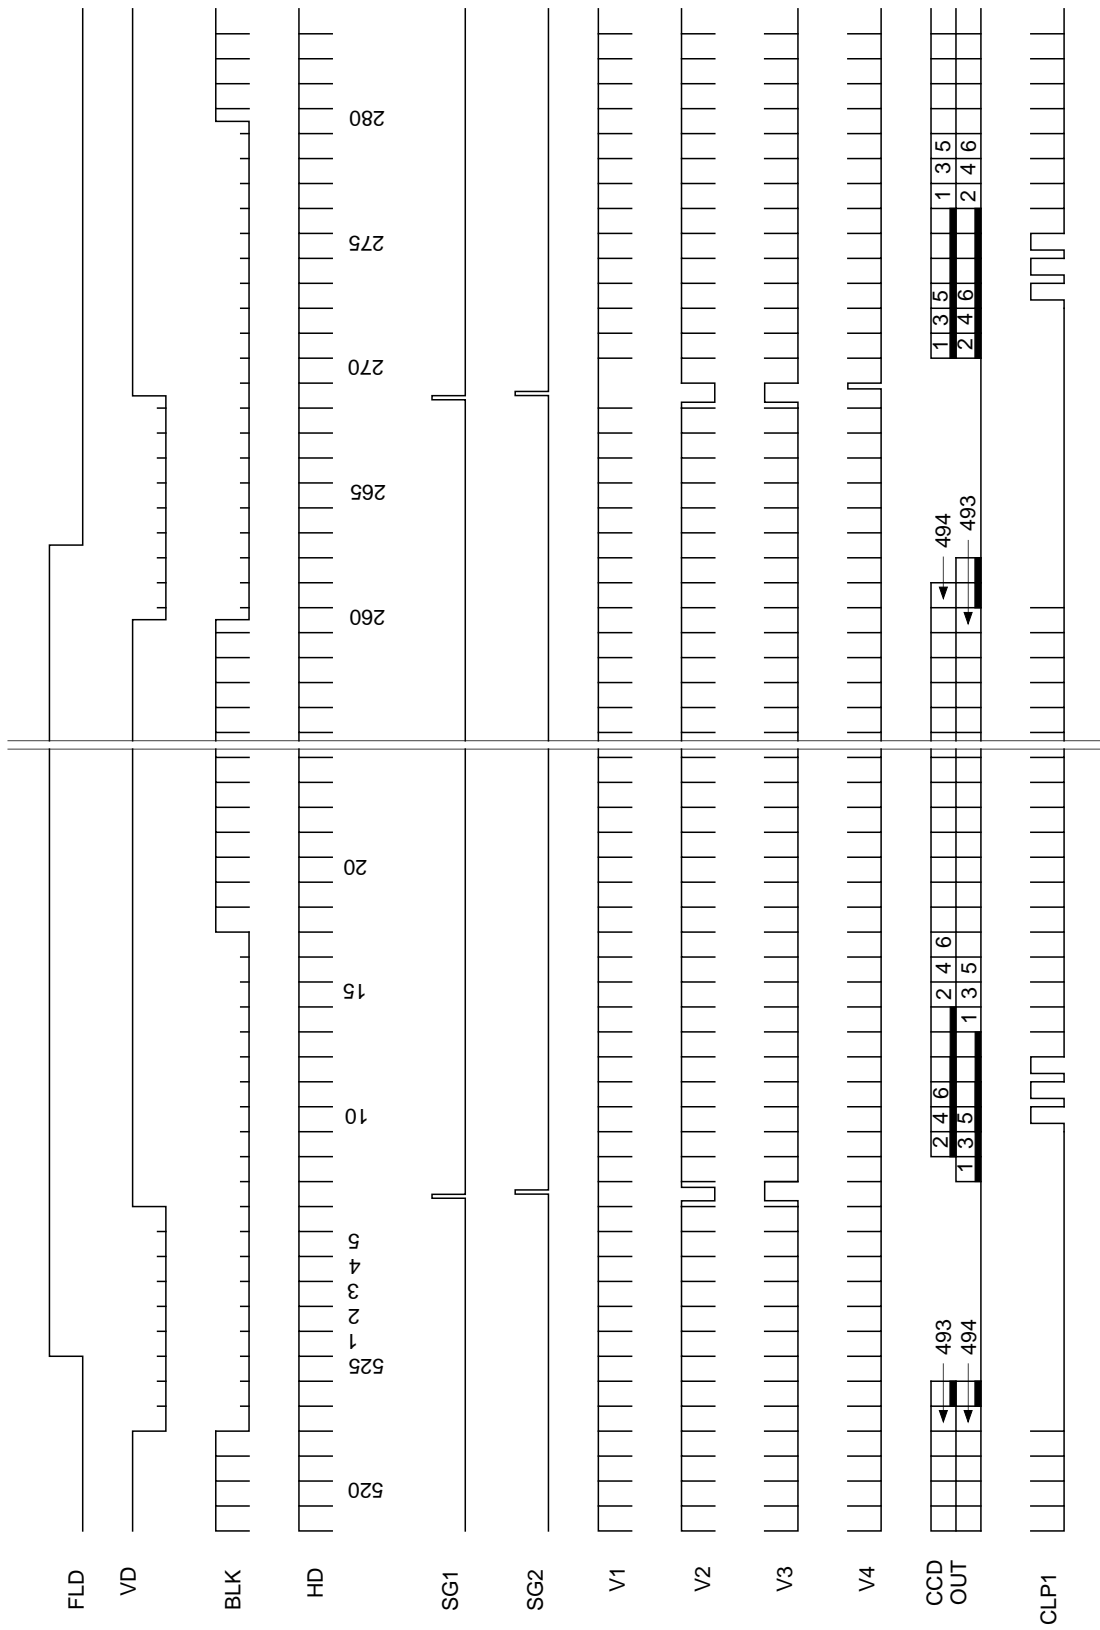 FLD
VD
BLK
HD
520 525 1 2 3 4 5 10 15 20 260 265 270 275 280
SG1
SG2
V1
V2
V3
V4
CCD 493 2 4 6 2 4 6 494 1 3 5 1 3 5
OUT 494 1 3 5 1 3 5 493 2 4 6 2 4 6
CLP1